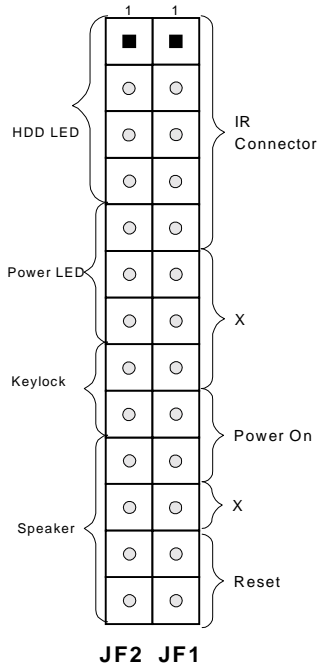 1 1
HDD LED
IR
Connector
Power LED
X
Keylock
Power On
X
Speaker
Reset
JF2 JF1